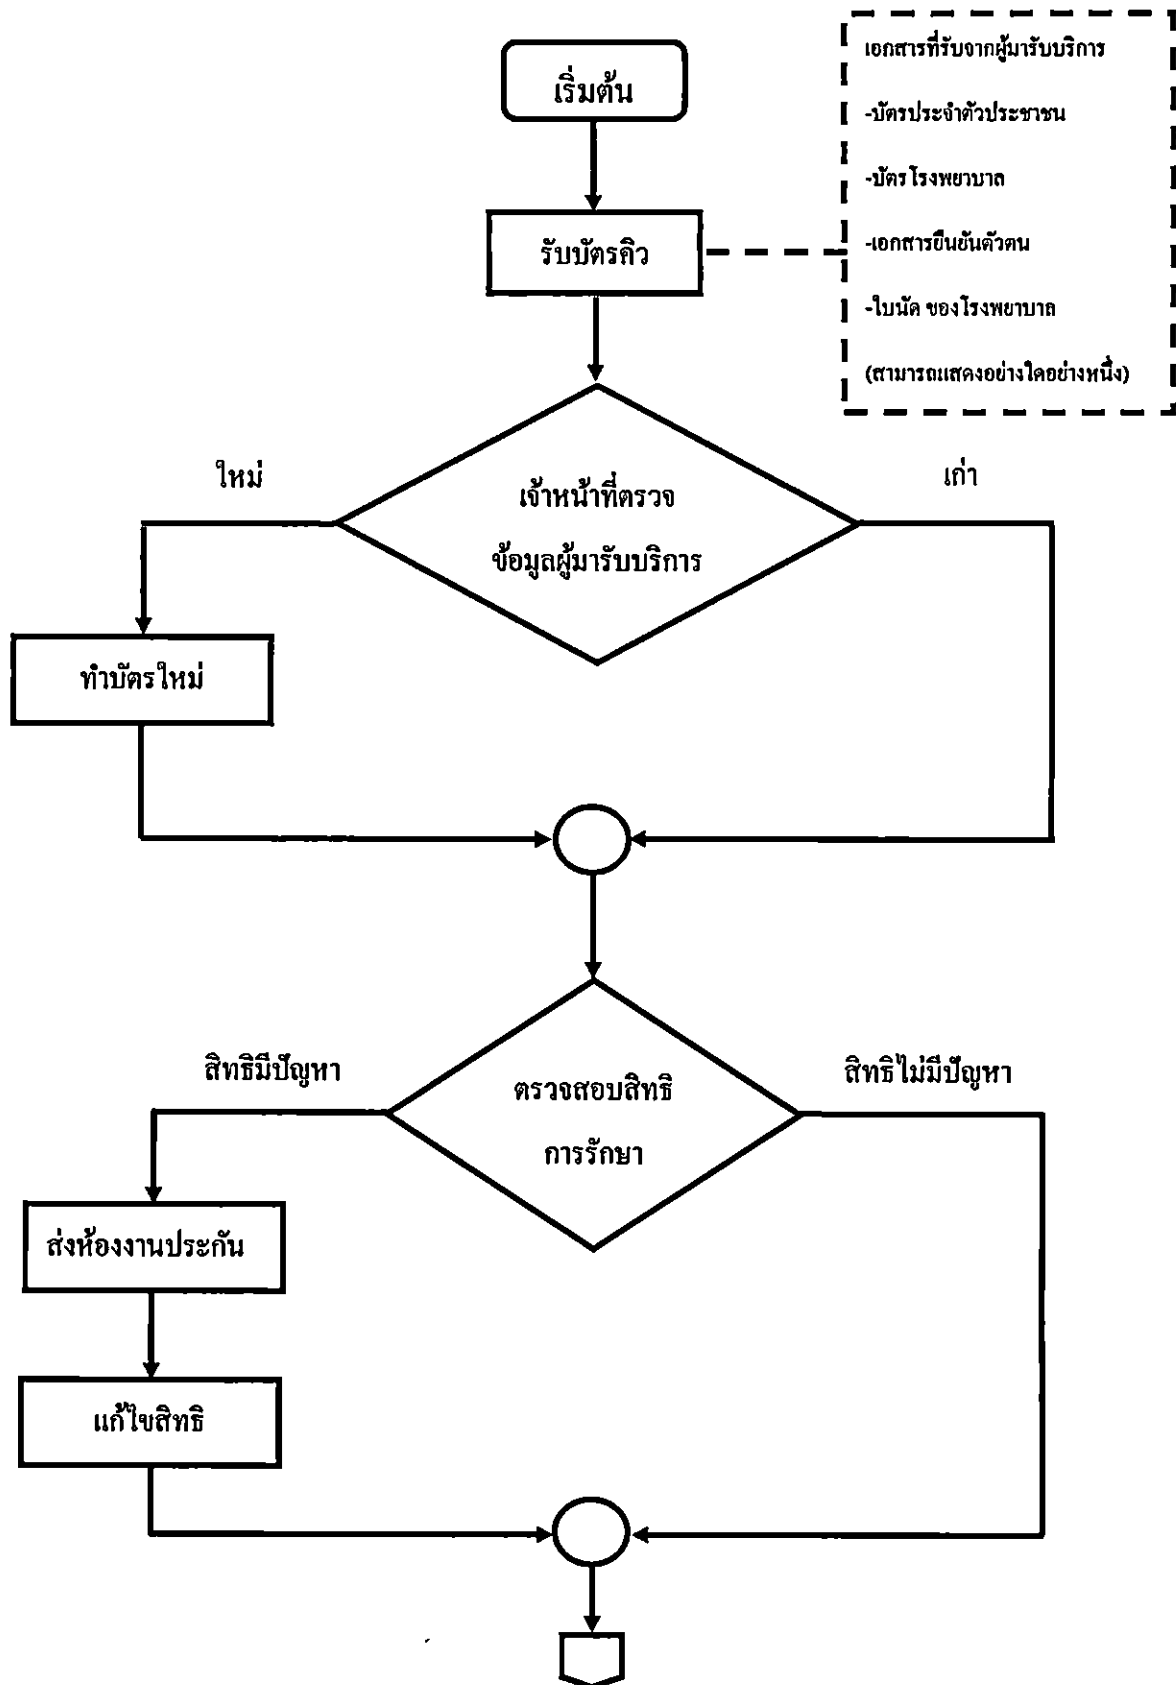 เริ่มต้น
เอกสารที่รับจากผู้มารับบริการ
-บัตรประจำตัวประชาชน
-บัตรโรงพยาบาล
-เอกสารยืนยันตัวตน
-ใบนัด ของโรงพยาบาล
(สามารถแสดงอย่างใดอย่างหนึ่ง)
รับบัตรคิว
ใหม่
เก่า
เจ้าหน้าที่ตรวจ
ข้อมูลผู้มารับบริการ
ทำบัตรใหม่
สิทธิมีปัญหา
สิทธิไม่มีปัญหา
ตรวจสอบสิทธิ
การรักษา
ส่งห้องงานประกัน
แก้ไขสิทธิ